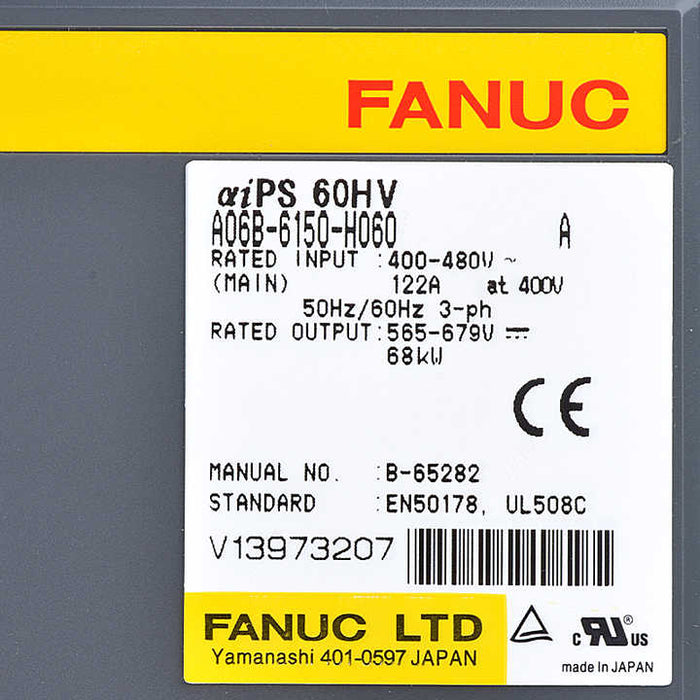 FANUC
αiPS 60HV
A06B-6150-H060 A
RATED INPUT :400-480V ~
(MAIN) 122A at 400V
50Hz/60Hz 3-ph
RATED OUTPUT:565-679V ⎓
68kW
CE
MANUAL NO. :B-65282
STANDARD :EN50178, UL508C
V13973207
FANUC LTD
Yamanashi 401-0597 JAPAN
c RU ® US
made in JAPAN